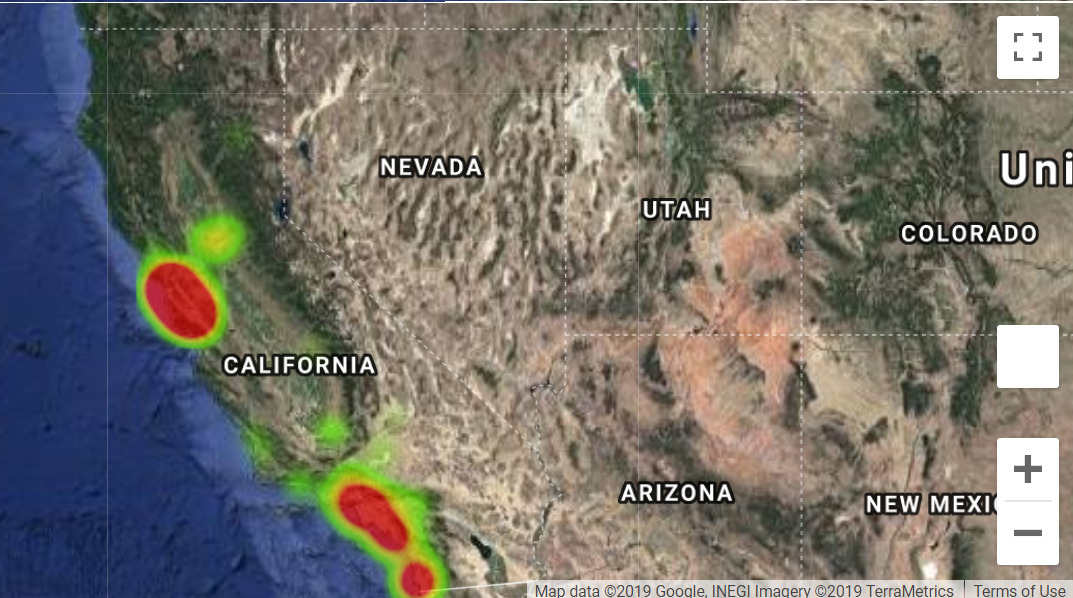 NEVADA
Uni
UTAH
COLORADO
CALIFORNIA
ARIZONA
NEW MEXIC
Map data ©2019 Google, INEGI Imagery ©2019 TerraMetrics
Terms of Use